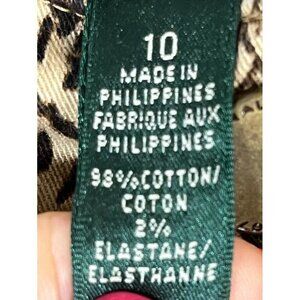 10
MADE IN
PHILIPPINES
FABRIQUE AUX
PHILIPPINES
98% COTTON/
COTON
2%
ELASTANE/
ELASTHANNE